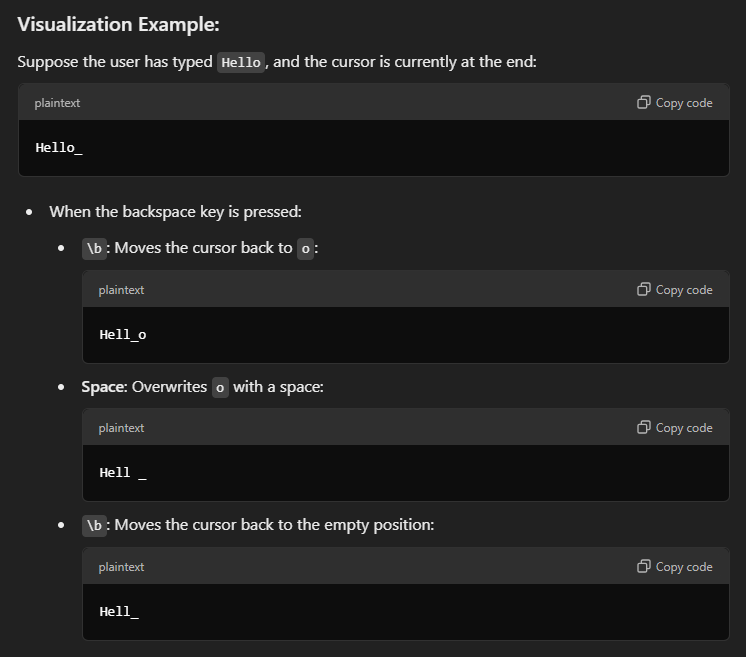 Visualization Example:
Suppose the user has typed Hello, and the cursor is currently at the end:
plaintext Copy code
Hello_
• When the backspace key is pressed:
• \b: Moves the cursor back to o:
plaintext Copy code
Hell_o
• Space: Overwrites o with a space:
plaintext Copy code
Hell _
• \b: Moves the cursor back to the empty position:
plaintext Copy code
Hell_